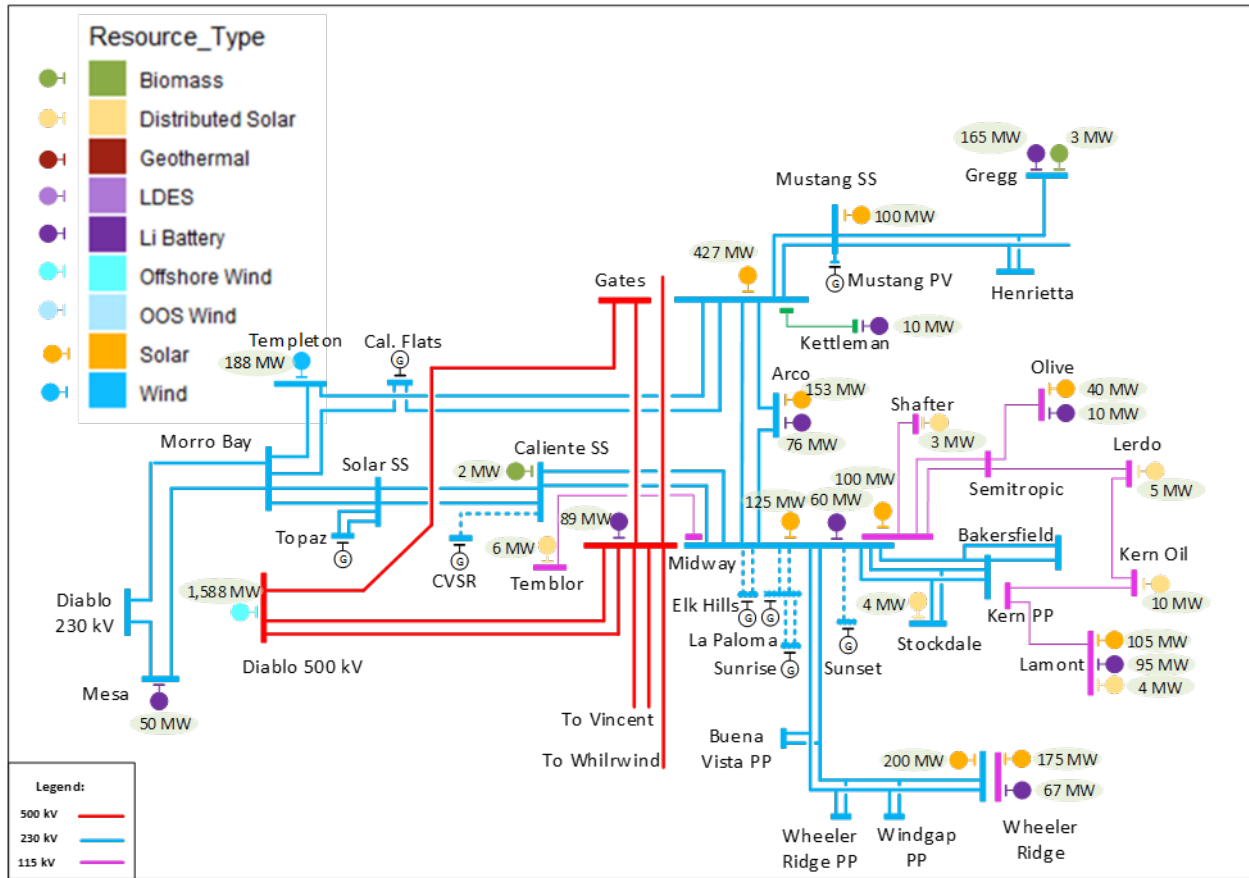 Resource_Type
Biomass
Distributed Solar
Geothermal
LDES
Li Battery
Offshore Wind
OOS Wind
Solar
Wind
165 MW
3 MW
Gregg
Mustang SS
100 MW
427 MW
Mustang PV
G
Henrietta
Gates
Kettleman
10 MW
Templeton
188 MW
Cal. Flats
G
Arco
153 MW
76 MW
Olive
40 MW
10 MW
Shafter
3 MW
Lerdo
5 MW
Semitropic
Morro Bay
Solar SS
Caliente SS
2 MW
100 MW
125 MW
60 MW
89 MW
Topaz
G
CVSR
G
6 MW
Temblor
Midway
Bakersfield
Kern Oil
10 MW
Kern PP
1,588 MW
Diablo
230 kV
Diablo 500 kV
Elk Hills
G
G
La Paloma
Sunrise
G
Sunset
G
4 MW
Stockdale
Lamont
105 MW
95 MW
4 MW
Mesa
50 MW
To Vincent
To Whilrwind
Buena
Vista PP
200 MW
175 MW
67 MW
Wheeler
Ridge PP
Windgap
PP
Wheeler
Ridge
Legend:
500 kV
230 kV
115 kV